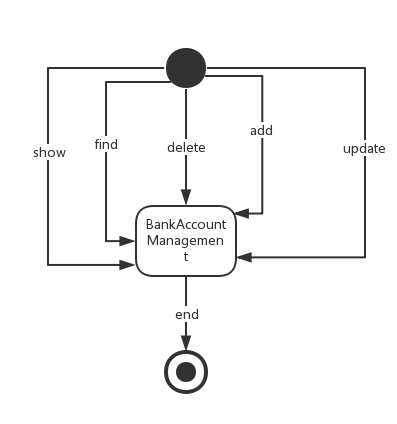 add
find
delete
update
show
BankAccount
Managemen
t
end